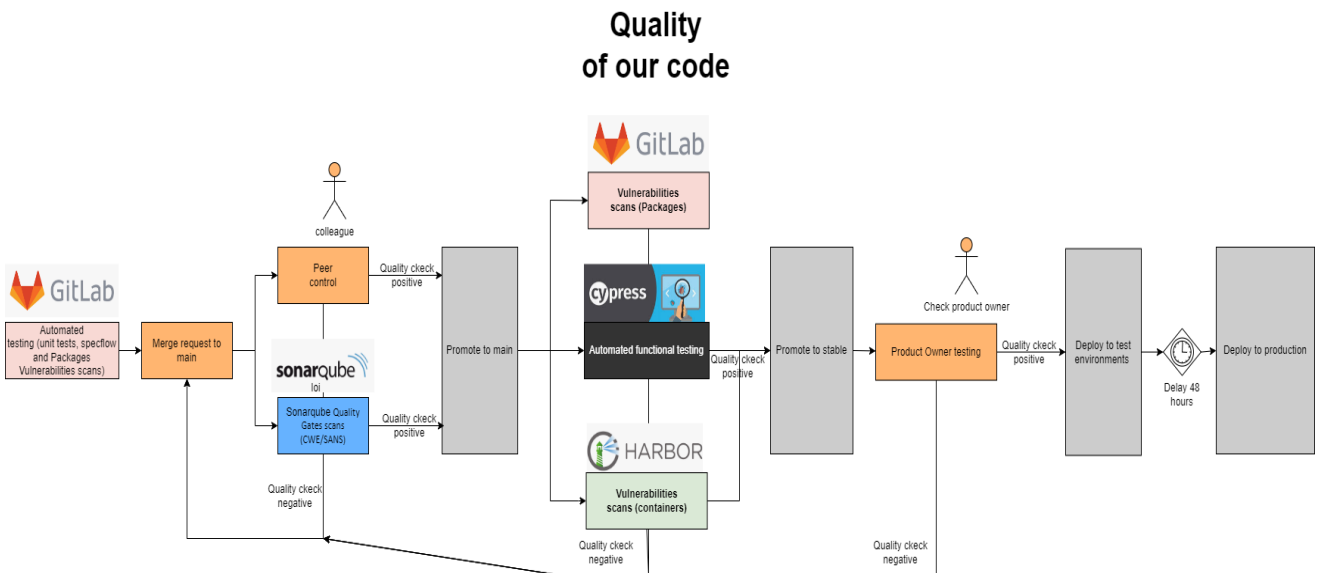 Quality
of our code
GitLab
Automated
testing (unit tests, specflow
and Packages
Vulnerabilities scans)
Merge request to
main
colleague
Peer
control
Quality ckeck
positive
sonarqube
loi
Sonarqube Quality
Gates scans
(CWE/SANS)
Quality ckeck
positive
Quality ckeck
negative
Promote to main
GitLab
Vulnerabilities
scans (Packages)
cypress
Automated functional testing
Quality ckeck
positive
HARBOR
Vulnerabilities
scans (containers)
Quality ckeck
negative
Promote to stable
Check product owner
Product Owner testing
Quality ckeck
positive
Quality ckeck
negative
Deploy to test
environments
Delay 48
hours
Deploy to production